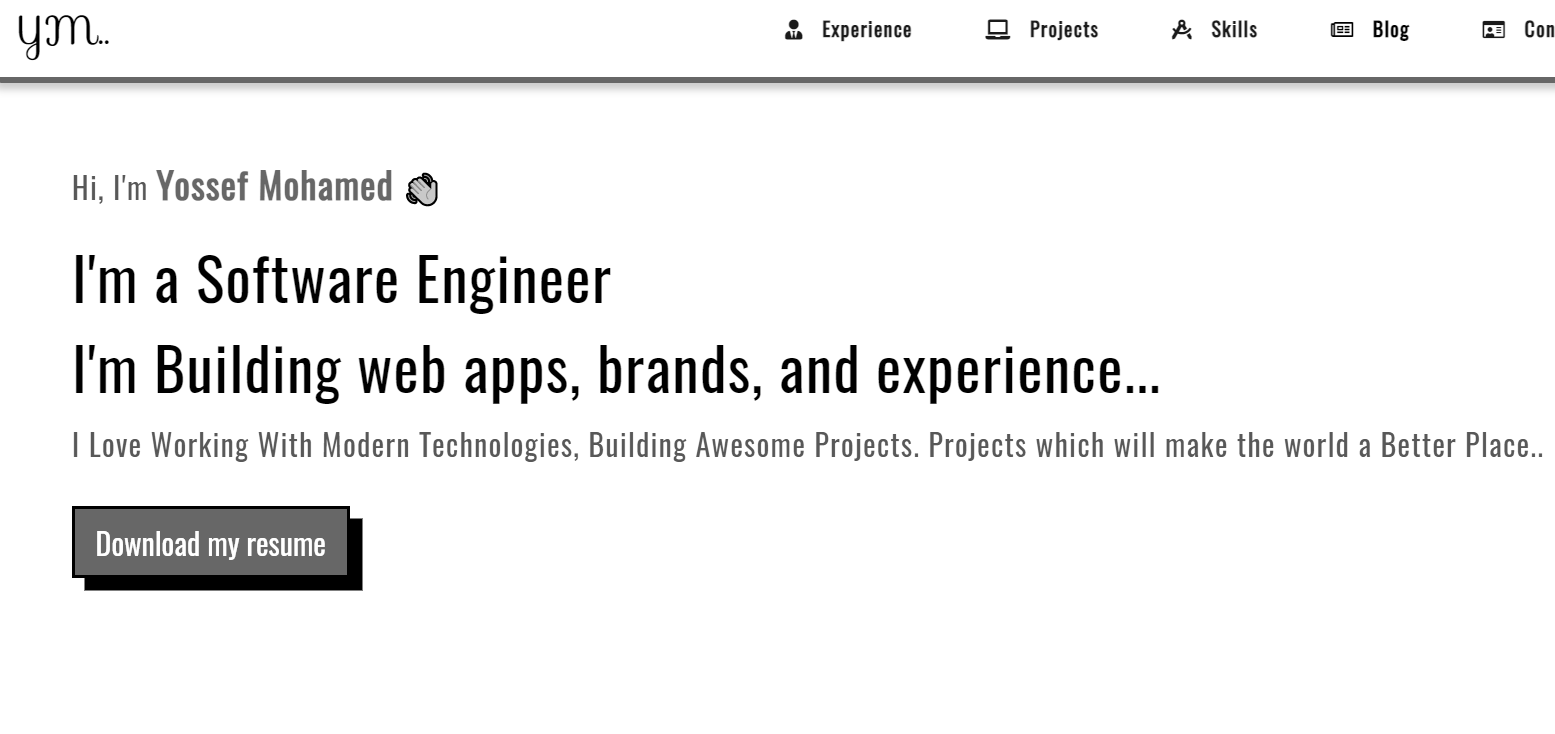 ym..
Experience Projects Skills Blog Con
Hi, I'm Yossef Mohamed
I'm a Software Engineer
I'm Building web apps, brands, and experience...
I Love Working With Modern Technologies, Building Awesome Projects. Projects which will make the world a Better Place..
Download my resume